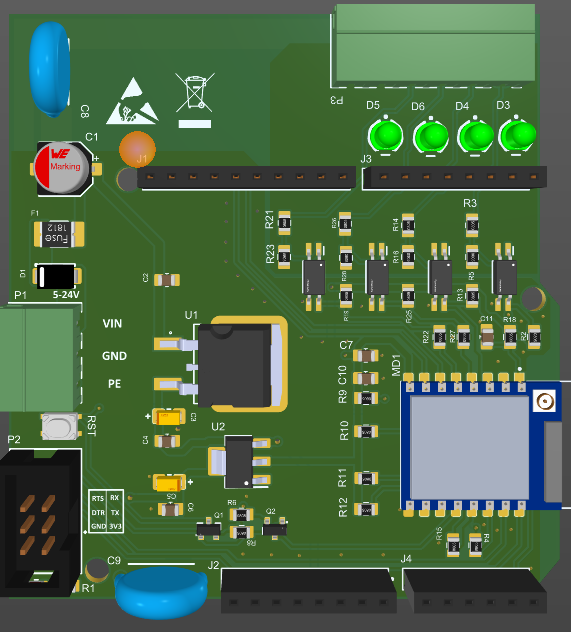 P3
C8
D5
D6
D4
D3
C1
WE
Marking
J1
J3
R3
R21
R26
R14
F1
Fuse
1812
R23
R16
R5
D1
5-24V
C2
R13
R25
P1
VIN
U1
C11
R18
R22
R27
R2
GND
C7
MD1
C10
PE
R9
C3
RST
R10
P2
C4
U2
R11
C5
RTS RX
DTR TX
GND 3V3
R6
C6
Q1
Q2
R12
R15
R4
C9
J2
J4
R1